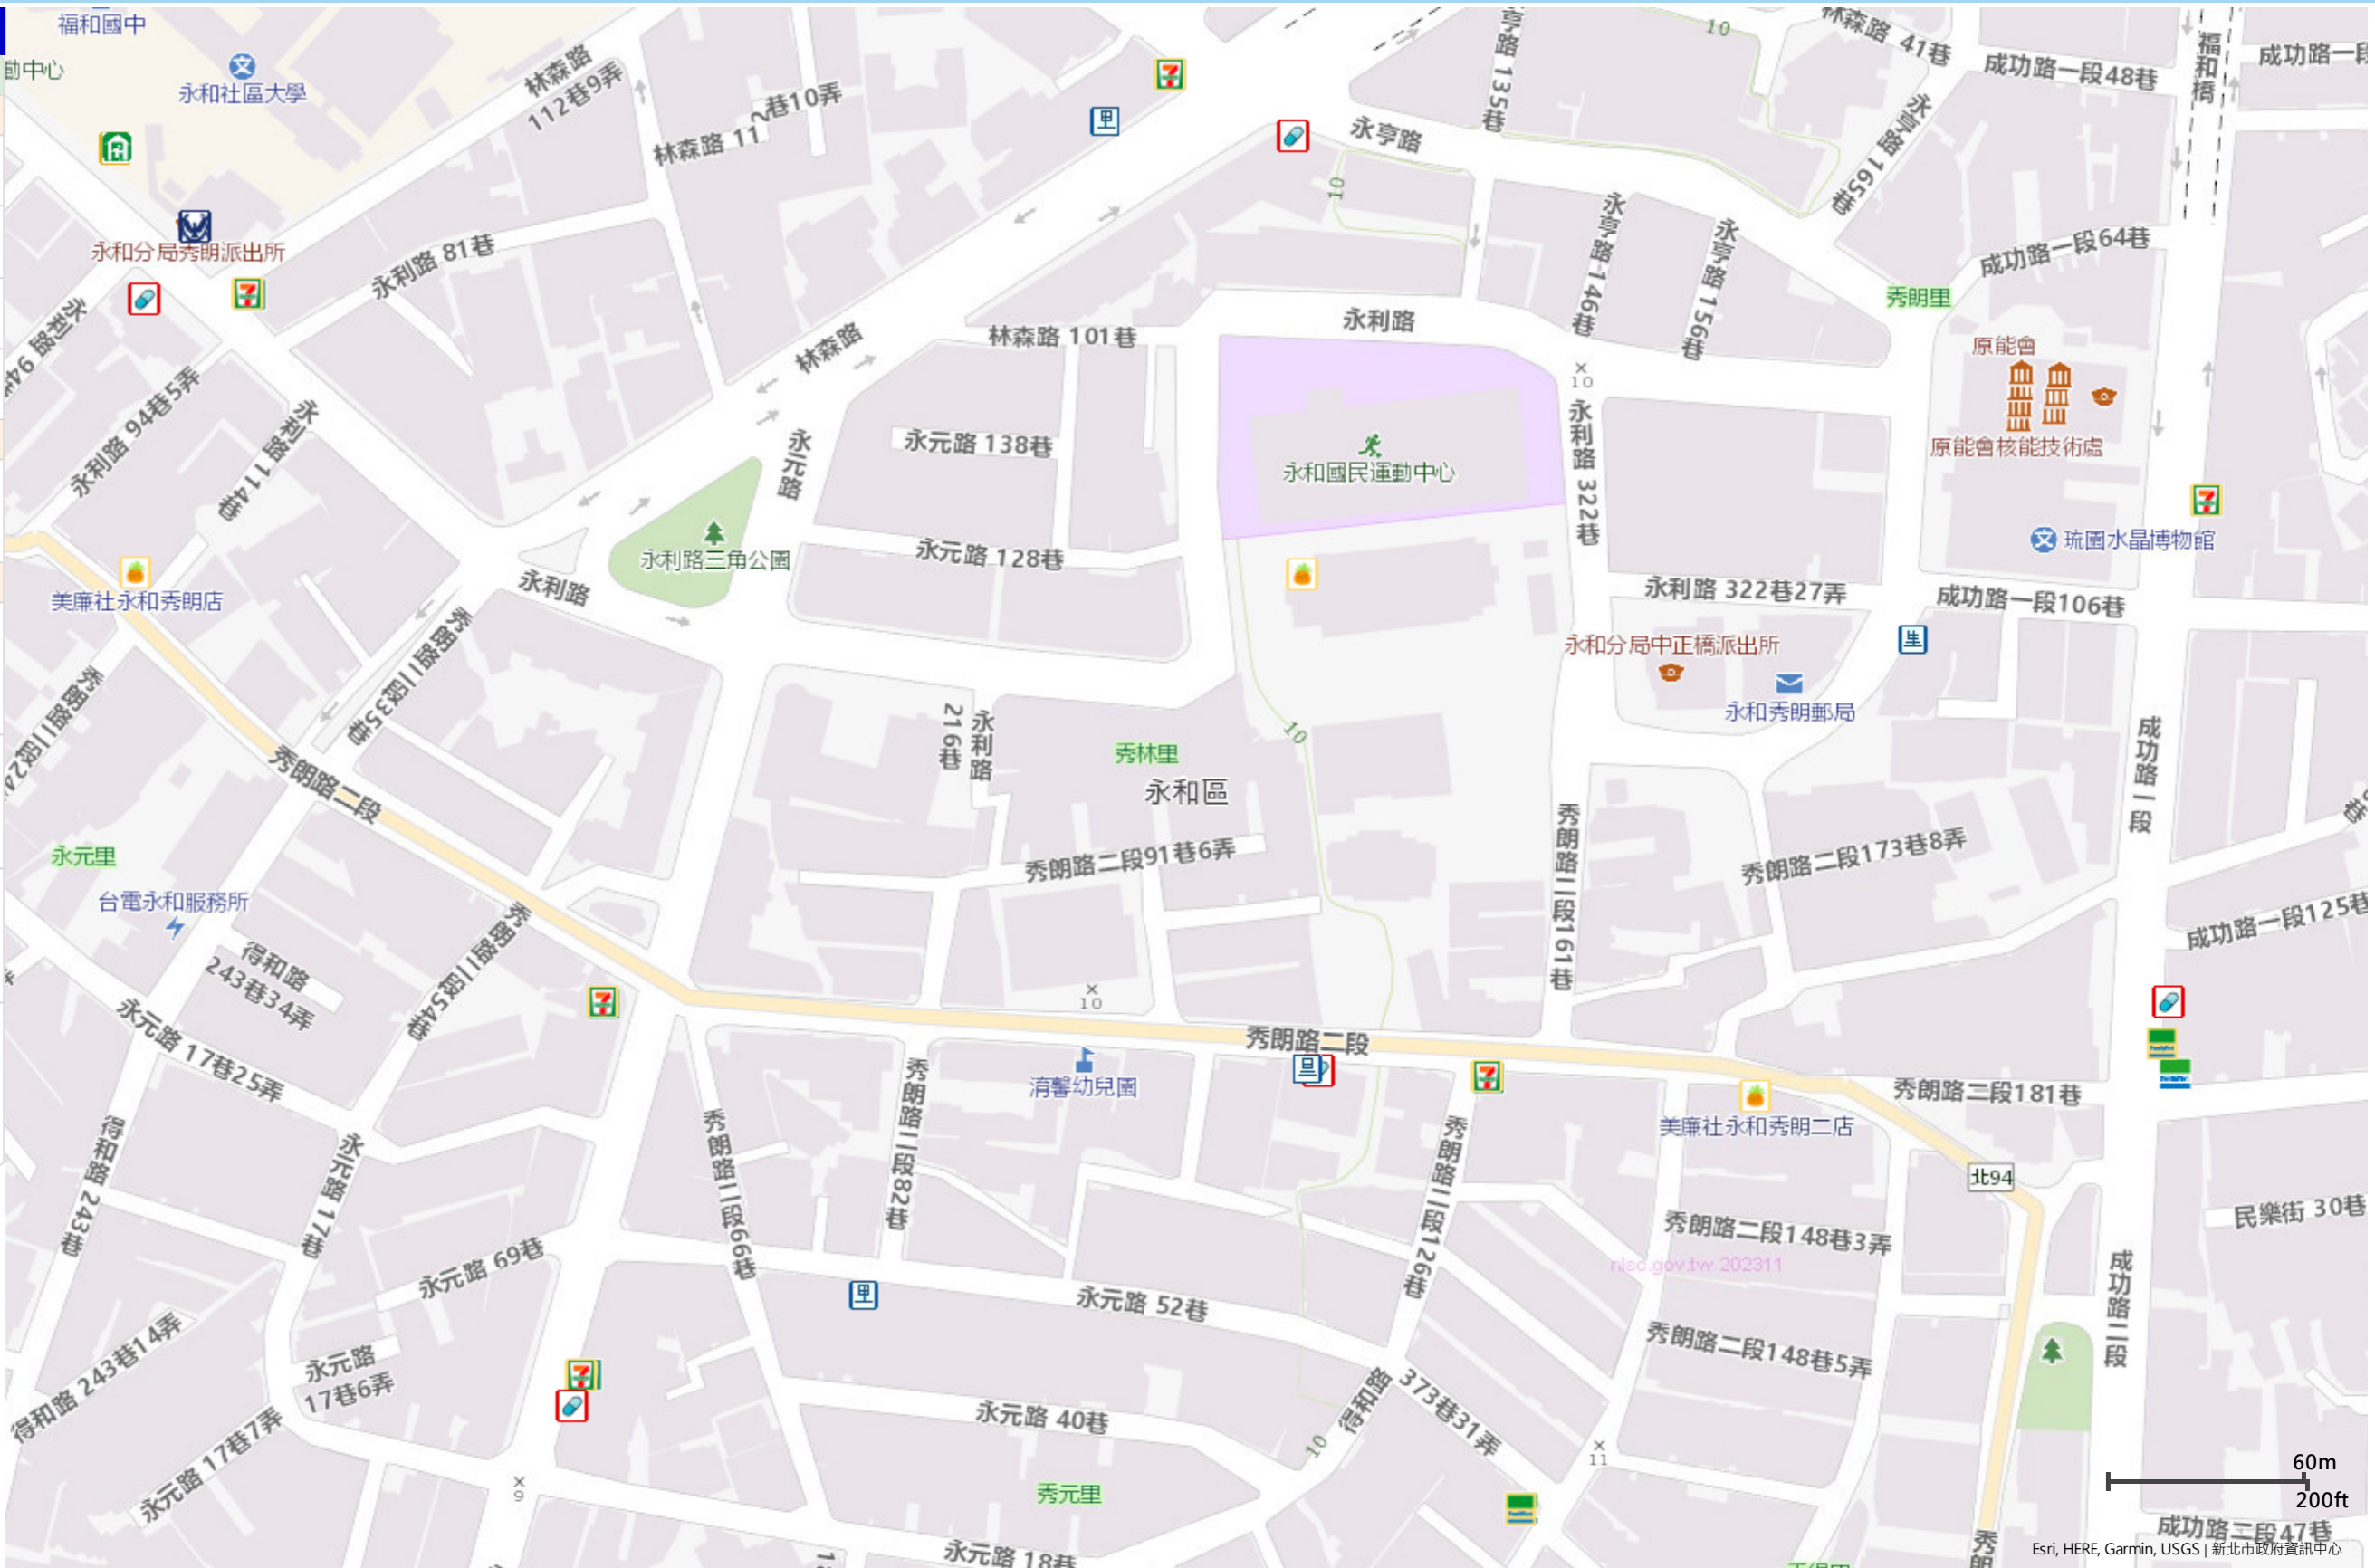 福和國中
動中心
永和社區大學
林森路
112巷9弄
巷10弄
永亨路
林森路 41巷
成功路一段48巷
福和橋
10
永亨路 165巷
10
永和分局秀朗派出所
永利路 81巷
永亨路 146巷
永亨路 156巷
成功路一段64巷
秀朗里
林森路
林森路 101巷
永利路
原能會
永利路 94巷5弄
永利路 114巷
永元路
永元路 138巷
永和國民運動中心
×
10
永利路 322巷
原能會核能技術處
永利路三角公園
永元路 128巷
琉園水晶博物館
美廉社永和秀朗店
永利路
永利路 322巷27弄
成功路一段106巷
秀朗路二段35巷
永和分局中正橋派出所
永和秀朗郵局
永利路
216巷
10
秀林里
永和區
成功路一段
秀朗路二段
秀朗路二段91巷6弄
秀朗路二段161巷
秀朗路二段173巷8弄
永元里
台電永和服務所
得和路
243巷34弄
秀朗路二段54巷
成功路一段125巷
×
10
永元路 17巷25弄
秀朗路二段
秀朗路二段82巷
秀朗路二段181巷
美廉社永和秀朗二店
得和路 243巷
永元路 17巷
秀朗路二段66巷
秀朗路二段126巷
北94
民樂街 30巷
秀朗路二段148巷3弄
永元路 69巷
nlsc.gov.tw 202311
成功路二段
永元路 52巷
秀朗路二段148巷5弄
得和路 243巷14弄
永元路
17巷6弄
永元路 17巷7弄
永元路 40巷
得和路
373巷31弄
10
×
11
×
9
秀元里
60m
200ft
永元路 18巷
成功路二段47巷
Esri, HERE, Garmin, USGS | 新北市政府資訊中心